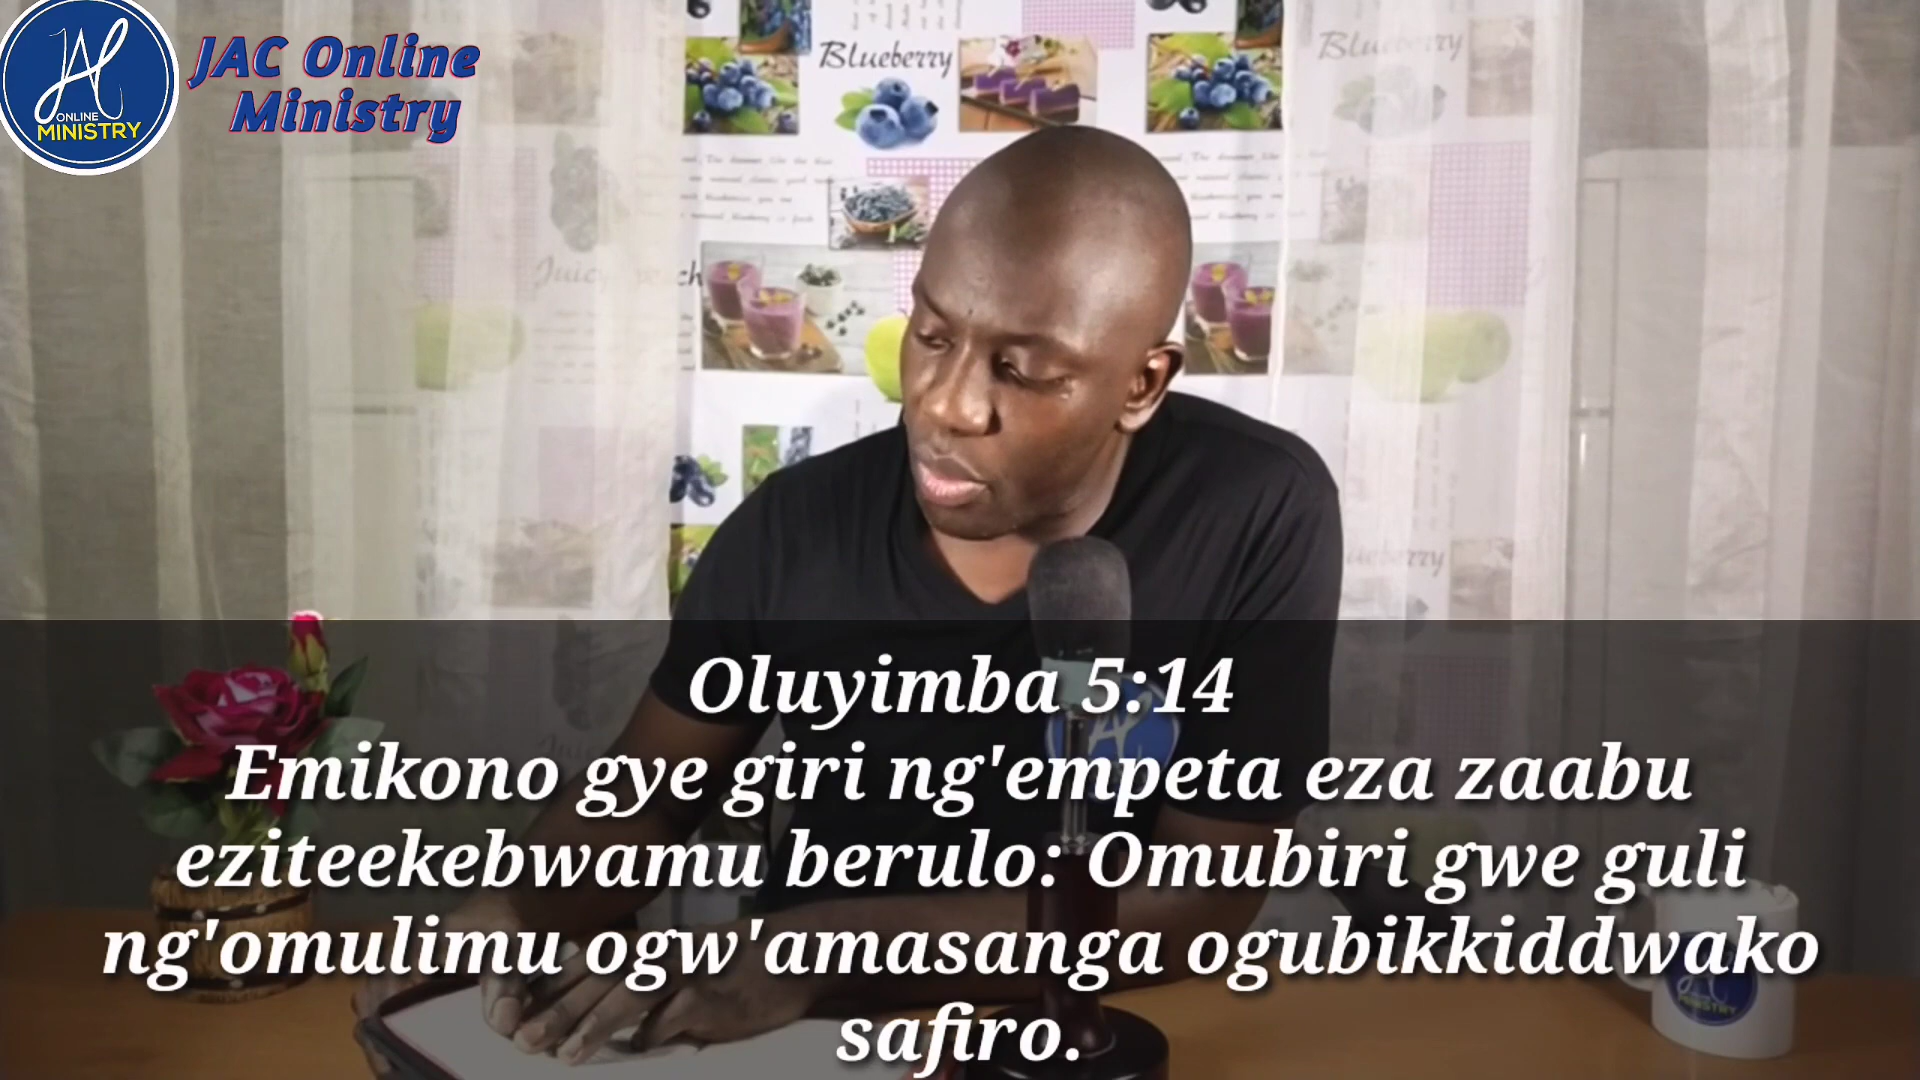 JAC Online
Ministry
ONLINE
MINISTRY
Blueberry
Blueberry
Oluyimba 5:14
Emikono gye giri ng'empeta eza zaabu
eziteekebwamu berulo: Omubiri gwe guli
ng'omulimu ogw'amasanga ogubikkiddwako
safiro.